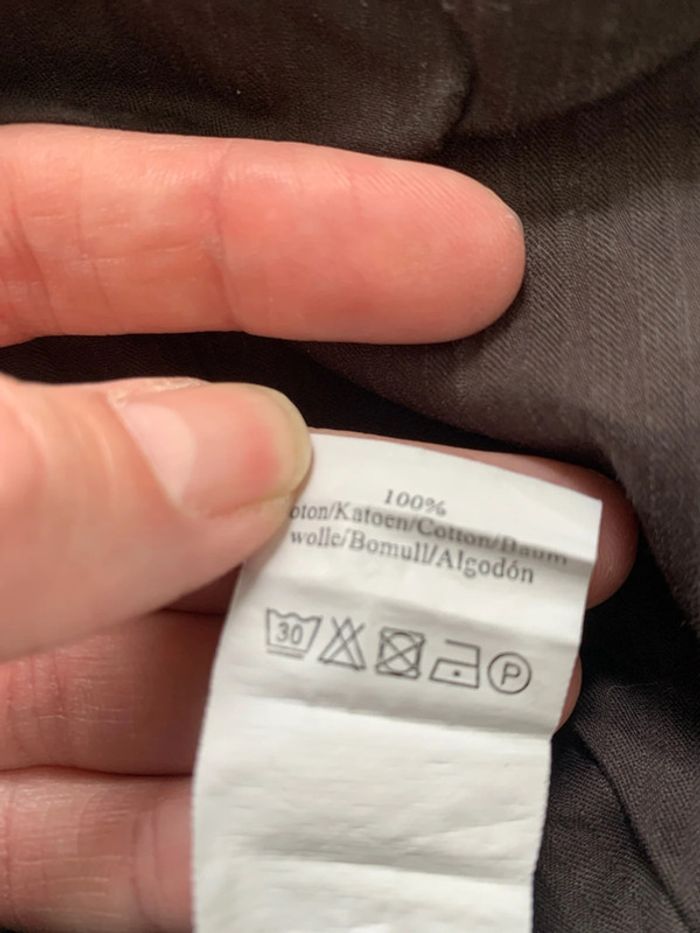 100%
oton/Katoen/Cotton/Baum
wolle/Bomull/Algodón
30 P